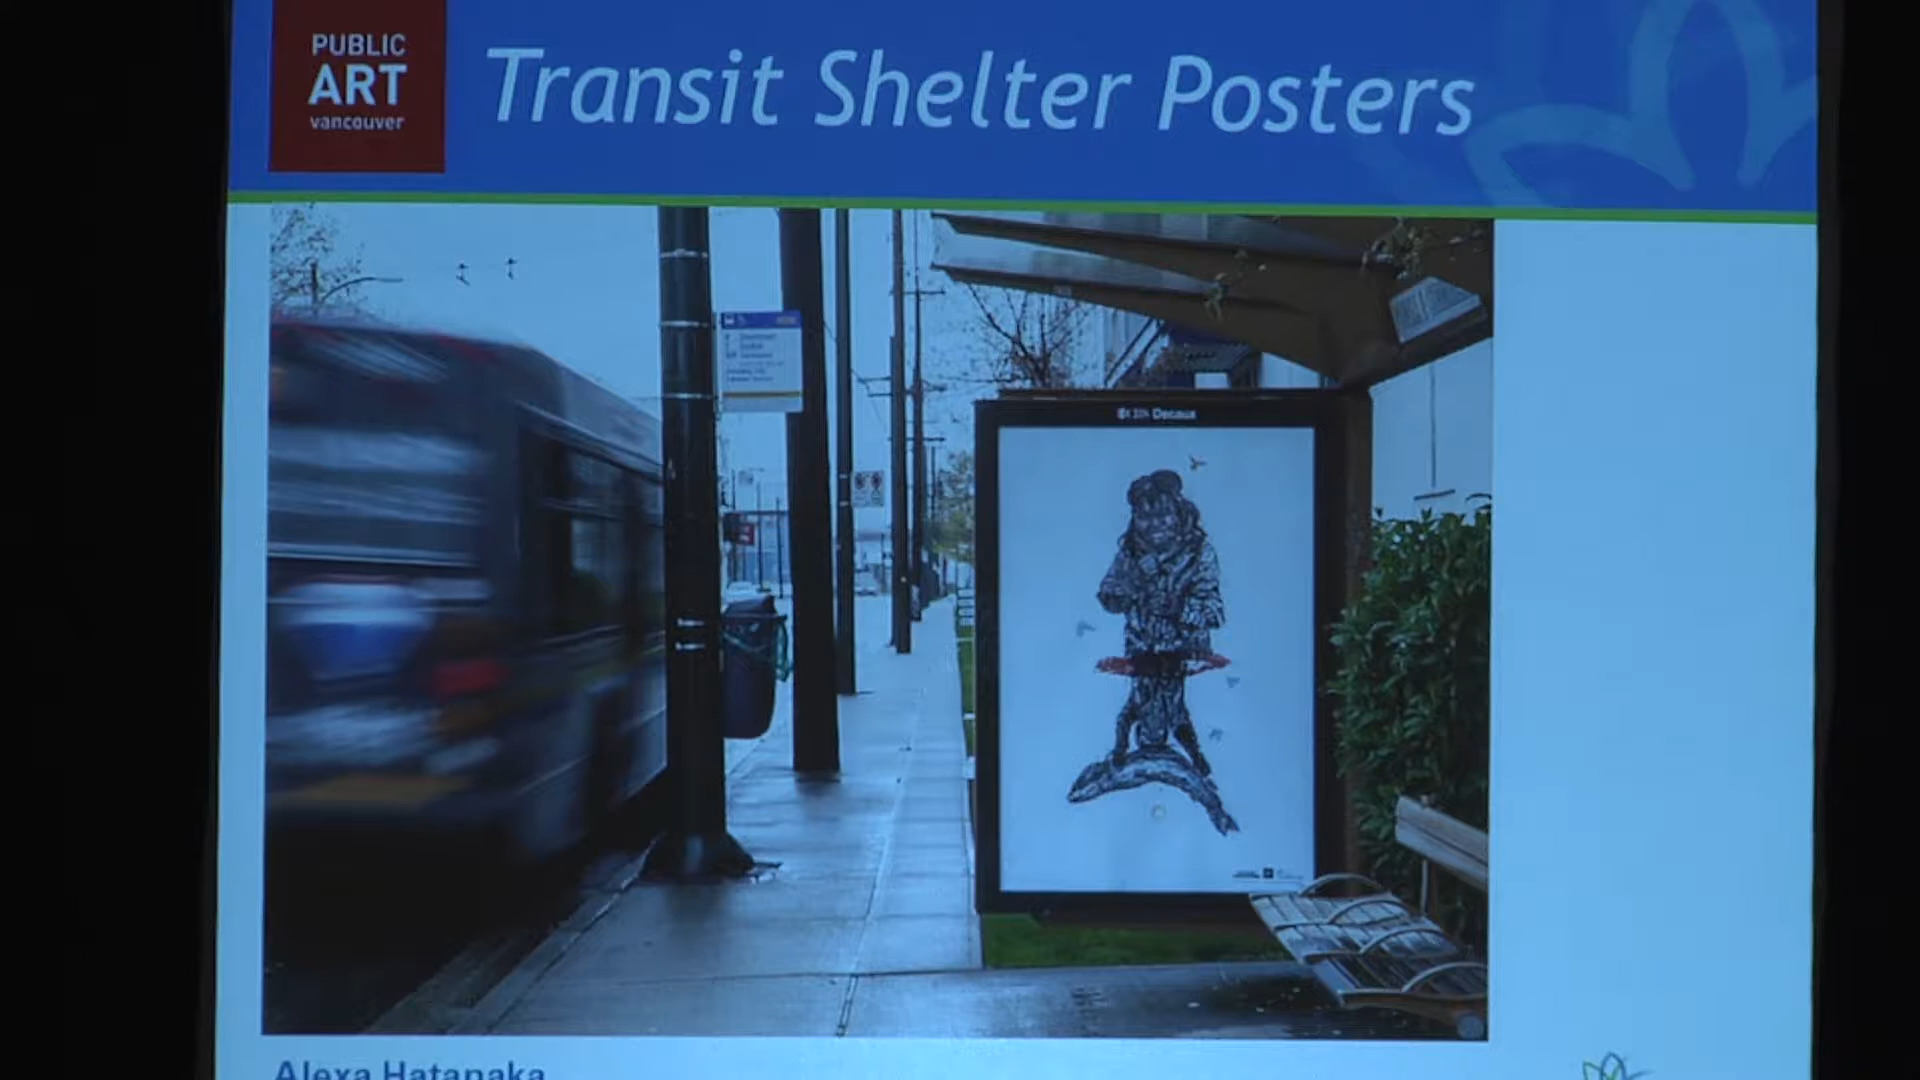 PUBLIC
ART
vancouver
Transit Shelter Posters
JCDecaux
Alexa Hatanaka